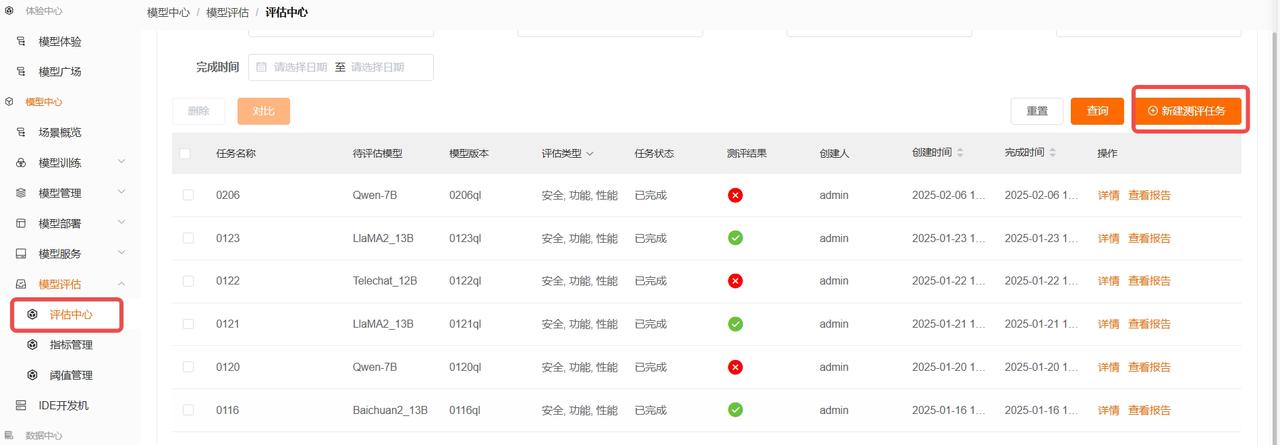 体验中心
模型体验
模型广场
模型中心
场景概览
模型训练
模型管理
模型部署
模型服务
模型评估
评估中心
指标管理
阈值管理
IDE开发机
数据中心
模型中心 / 模型评估 / 评估中心
完成时间 请选择日期 至 请选择日期
删除 对比 重置 查询 新建测评任务
任务名称 待评估模型 模型版本 评估类型 任务状态 测评结果 创建人 创建时间 完成时间 操作
0206 Qwen-7B 0206ql 安全, 功能, 性能 已完成 admin 2025-02-06 1... 2025-02-06 1... 详情 查看报告
0123 LlaMA2_13B 0123ql 安全, 功能, 性能 已完成 admin 2025-01-23 1... 2025-01-23 1... 详情 查看报告
0122 Telechat_12B 0122ql 安全, 功能, 性能 已完成 admin 2025-01-22 1... 2025-01-22 1... 详情 查看报告
0121 LlaMA2_13B 0121ql 安全, 功能, 性能 已完成 admin 2025-01-21 1... 2025-01-21 1... 详情 查看报告
0120 Qwen-7B 0120ql 安全, 功能, 性能 已完成 admin 2025-01-20 1... 2025-01-20 1... 详情 查看报告
0116 Baichuan2_13B 0116ql 安全, 功能, 性能 已完成 admin 2025-01-16 1... 2025-01-16 1... 详情 查看报告